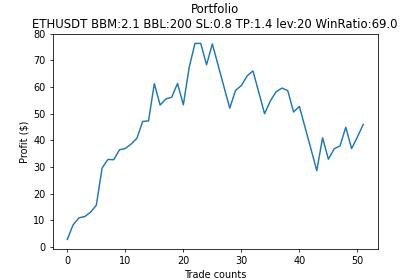 Portfolio
ETHUSDT BBM:2.1 BBL:200 SL:0.8 TP:1.4 lev:20 WinRatio:69.0
80
70
60
50
40
30
20
10
0
Profit ($)
0 10 20 30 40 50
Trade counts